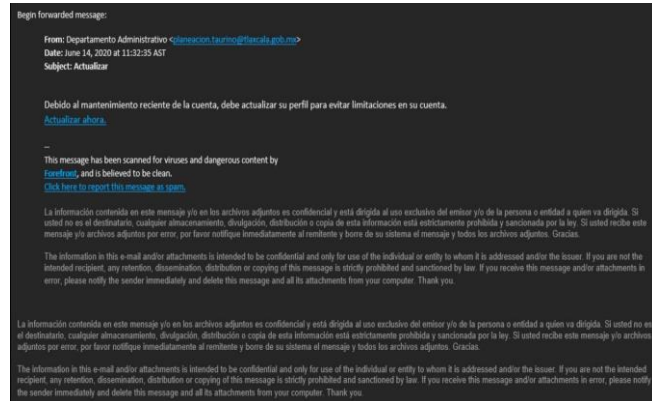 Begin forwarded message:
From: Departamento Administrativo <planeacion.taurino@tlaxcala.gob.mx>
Date: June 14, 2020 at 11:32:35 AST
Subject: Actualizar
Debido al mantenimiento reciente de la cuenta, debe actualizar su perfil para evitar limitaciones en su cuenta.
Actualizar ahora.
--
This message has been scanned for viruses and dangerous content by
Forefront, and is believed to be clean.
Click here to report this message as spam.
La información contenida en este mensaje y/o en los archivos adjuntos es confidencial y está dirigida al uso exclusivo del emisor y/o de la persona o entidad a quien va dirigida. Si
usted no es el destinatario, cualquier almacenamiento, divulgación, distribución o copia de esta información está estrictamente prohibida y sancionada por la ley. Si usted recibe este
mensaje y/o archivos adjuntos por error, por favor notifique inmediatamente al remitente y borre de su sistema el mensaje y todos los archivos adjuntos. Gracias.
The information in this e-mail and/or attachments is intended to be confidential and only for use of the individual or entity to whom it is addressed and/or the issuer. If you are not the
intended recipient, any retention, dissemination, distribution or copying of this message is strictly prohibited and sanctioned by law. If you receive this message and/or attachments in
error, please notify the sender immediately and delete this message and all its attachments from your computer. Thank you.
La información contenida en este mensaje y/o en los archivos adjuntos es confidencial y está dirigida al uso exclusivo del emisor y/o de la persona o entidad a quien va dirigida. Si usted no es
el destinatario, cualquier almacenamiento, divulgación, distribución o copia de esta información está estrictamente prohibida y sancionada por la ley. Si usted recibe este mensaje y/o archivos
adjuntos por error, por favor notifique inmediatamente al remitente y borre de su sistema el mensaje y todos los archivos adjuntos. Gracias.
The information in this e-mail and/or attachments is intended to be confidential and only for use of the individual or entity to whom it is addressed and/or the issuer. If you are not the intended
recipient, any retention, dissemination, distribution or copying of this message is strictly prohibited and sanctioned by law. If you receive this message and/or attachments in error, please notify
the sender immediately and delete this message and all its attachments from your computer. Thank you.